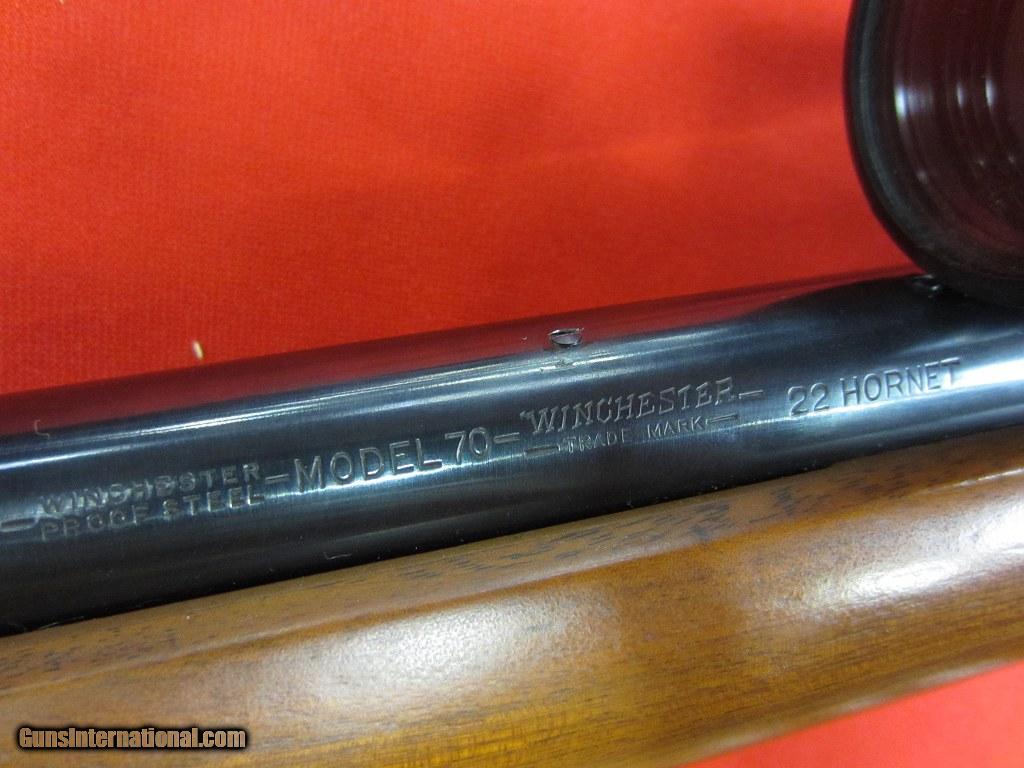 — WINCHESTER
PROOF STEEL — MODEL 70 — WINCHESTER —
— TRADE MARK —
22 HORNET
GunsInternational.com